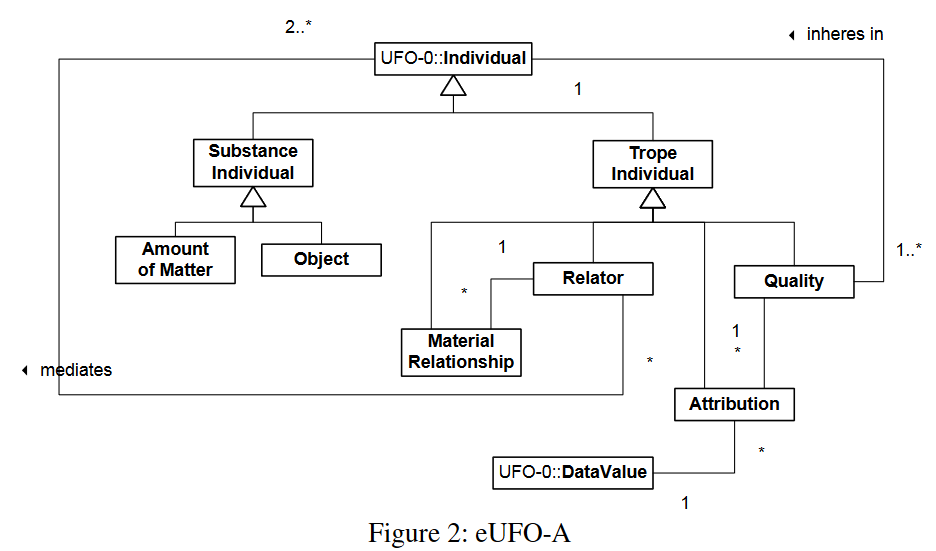 2..*
◄ inheres in
UFO-0::Individual
1
Substance
Individual
Trope
Individual
Amount
of Matter
Object
1
Relator
Quality
1..*
*
Material
Relationship
1
*
*
◄ mediates
Attribution
*
UFO-0::DataValue
1
Figure 2: eUFO-A